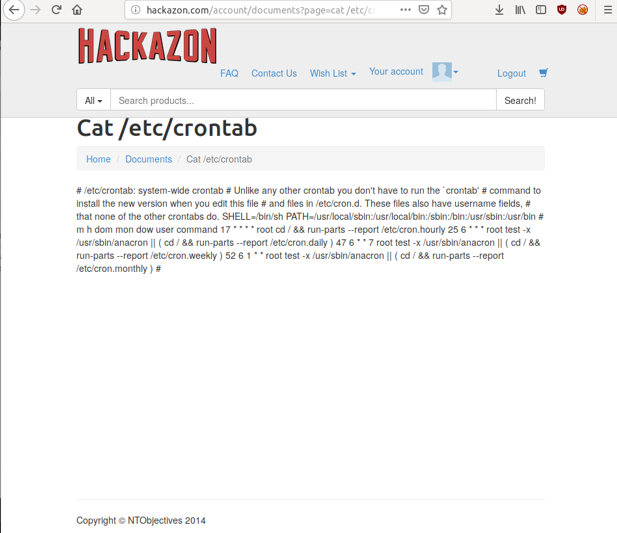 hackazon.com/account/documents?page=cat /etc/cr
HACKAZON
FAQ Contact Us Wish List Your account Logout
All Search products... Search!
Cat /etc/crontab
Home / Documents / Cat /etc/crontab
# /etc/crontab: system-wide crontab # Unlike any other crontab you don't have to run the `crontab' # command to
install the new version when you edit this file # and files in /etc/cron.d. These files also have username fields, #
that none of the other crontabs do. SHELL=/bin/sh PATH=/usr/local/sbin:/usr/local/bin:/sbin:/bin:/usr/sbin:/usr/bin #
m h dom mon dow user command 17 * * * * root cd / && run-parts --report /etc/cron.hourly 25 6 * * * root test -x
/usr/sbin/anacron || ( cd / && run-parts --report /etc/cron.daily ) 47 6 * * 7 root test -x /usr/sbin/anacron || ( cd / &&
run-parts --report /etc/cron.weekly ) 52 6 1 * * root test -x /usr/sbin/anacron || ( cd / && run-parts --report
/etc/cron.monthly ) #
Copyright © NTObjectives 2014